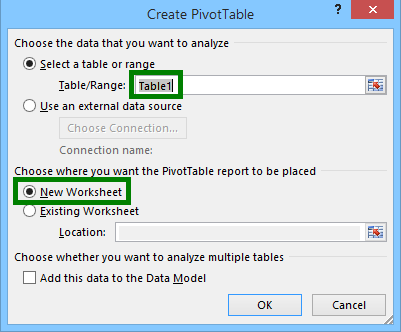 Create PivotTable ? ×
Choose the data that you want to analyze
Select a table or range
Table/Range: Table1
Use an external data source
Choose Connection...
Connection name:
Choose where you want the PivotTable report to be placed
New Worksheet
Existing Worksheet
Location:
Choose whether you want to analyze multiple tables
Add this data to the Data Model
OK Cancel